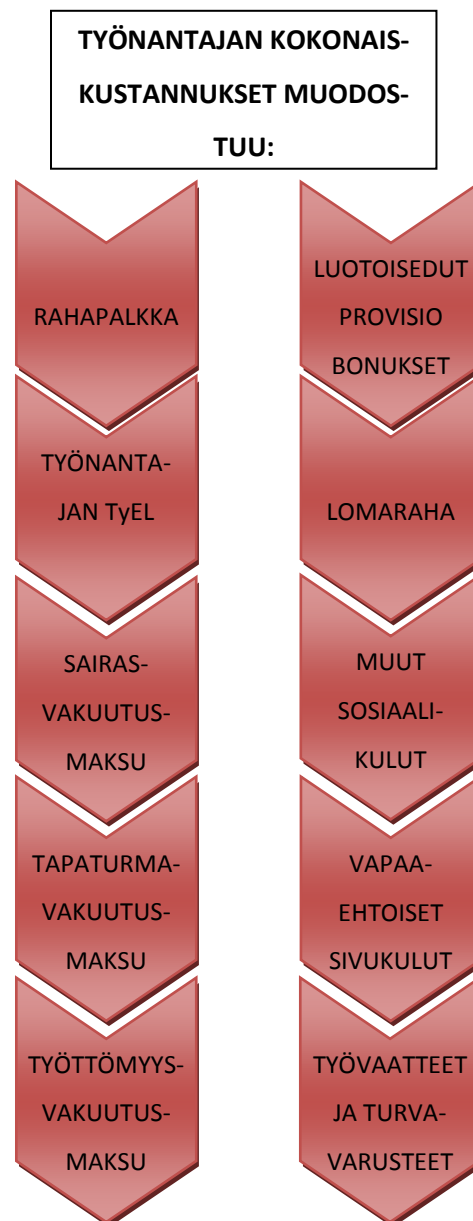 TYÖNANTAJAN KOKONAIS-
KUSTANNUKSET MUODOS-
TUU:
RAHAPALKKA
TYÖNANTA-
JAN TyEL
SAIRAS-
VAKUUTUS-
MAKSU
TAPATURMA-
VAKUUTUS-
MAKSU
TYÖTTÖMYYS-
VAKUUTUS-
MAKSU
LUOTOISEDUT
PROVISIO
BONUKSET
LOMARAHA
MUUT
SOSIAALI-
KULUT
VAPAA-
EHTOISET
SIVUKULUT
TYÖVAATTEET
JA TURVA-
VARUSTEET